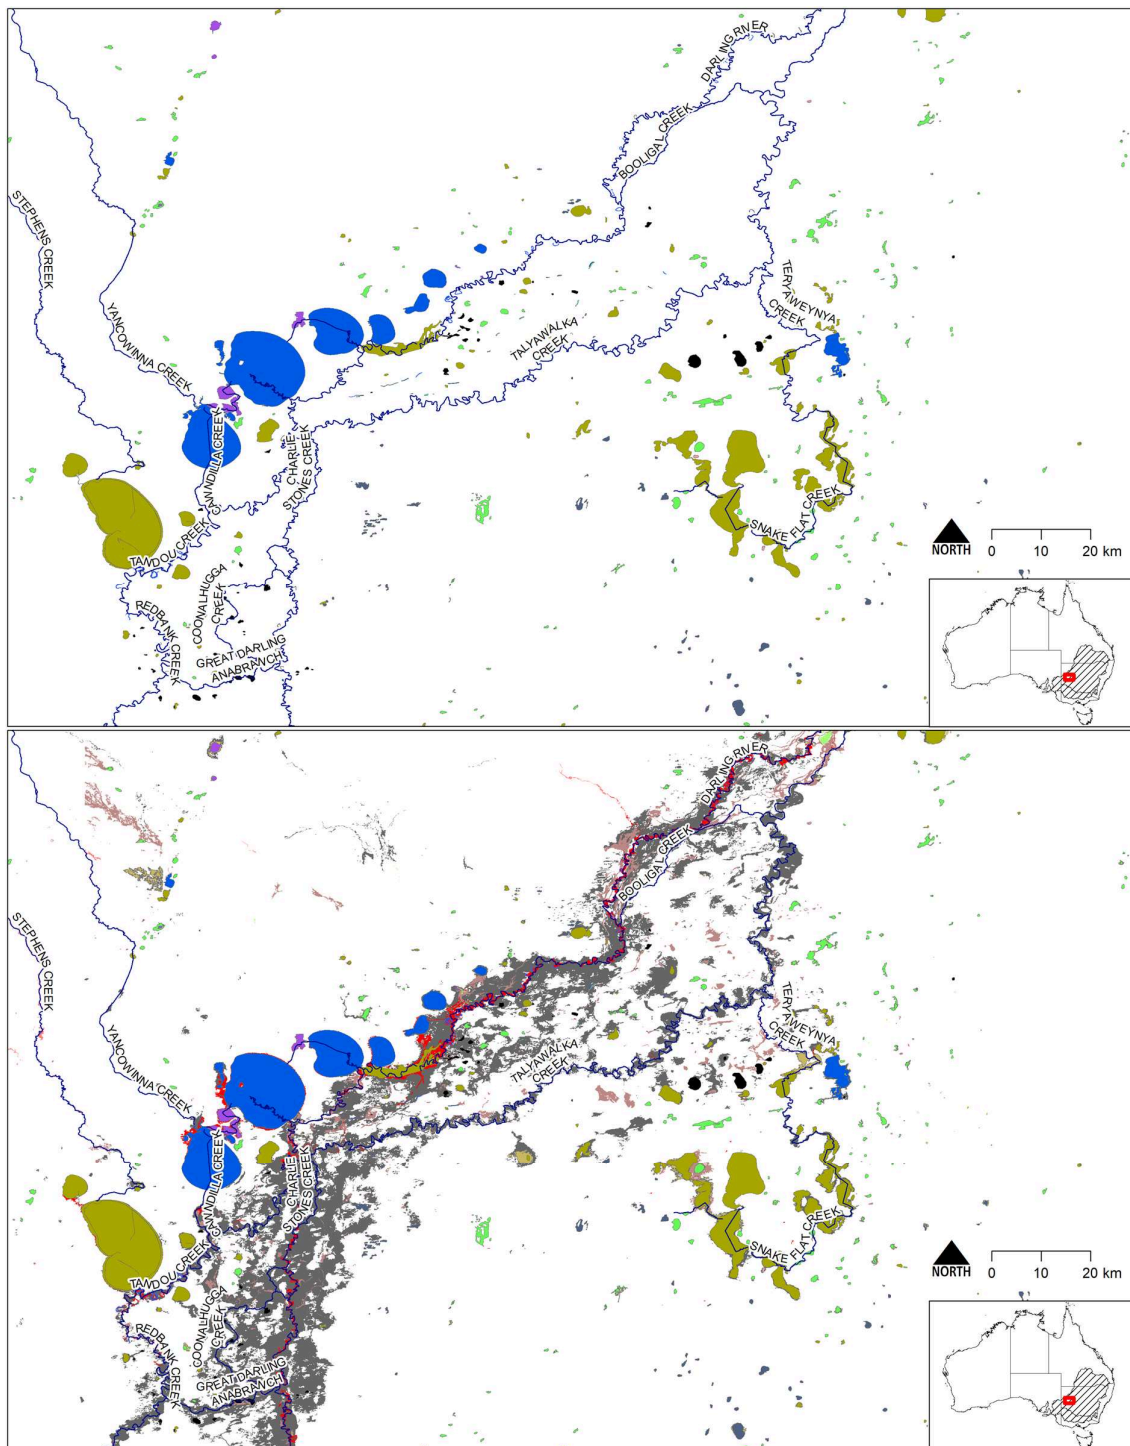 DARLING RIVER
BOOLIGAL CREEK
STEPHENS CREEK
YANCOWINNA CREEK
TERYAWEYNYA
CREEK
TALYAWALKA
CREEK
CAWNDILLA CREEK
CHARLIE
STONES CREEK
SNAKE FLAT CREEK
TANDOU CREEK
COONALHUGGA
CREEK
REDBANK CREEK
GREAT DARLING
ANABRANCH
NORTH
0 10 20 km
DARLING RIVER
BOOLIGAL CREEK
STEPHENS CREEK
YANCOWINNA CREEK
TERYAWEYNYA
CREEK
TALYAWALKA
CREEK
CAWNDILLA CREEK
CHARLIE
STONES CREEK
SNAKE FLAT CREEK
TANDOU CREEK
COONALHUGGA
CREEK
REDBANK CREEK
GREAT DARLING
ANABRANCH
NORTH
0 10 20 km